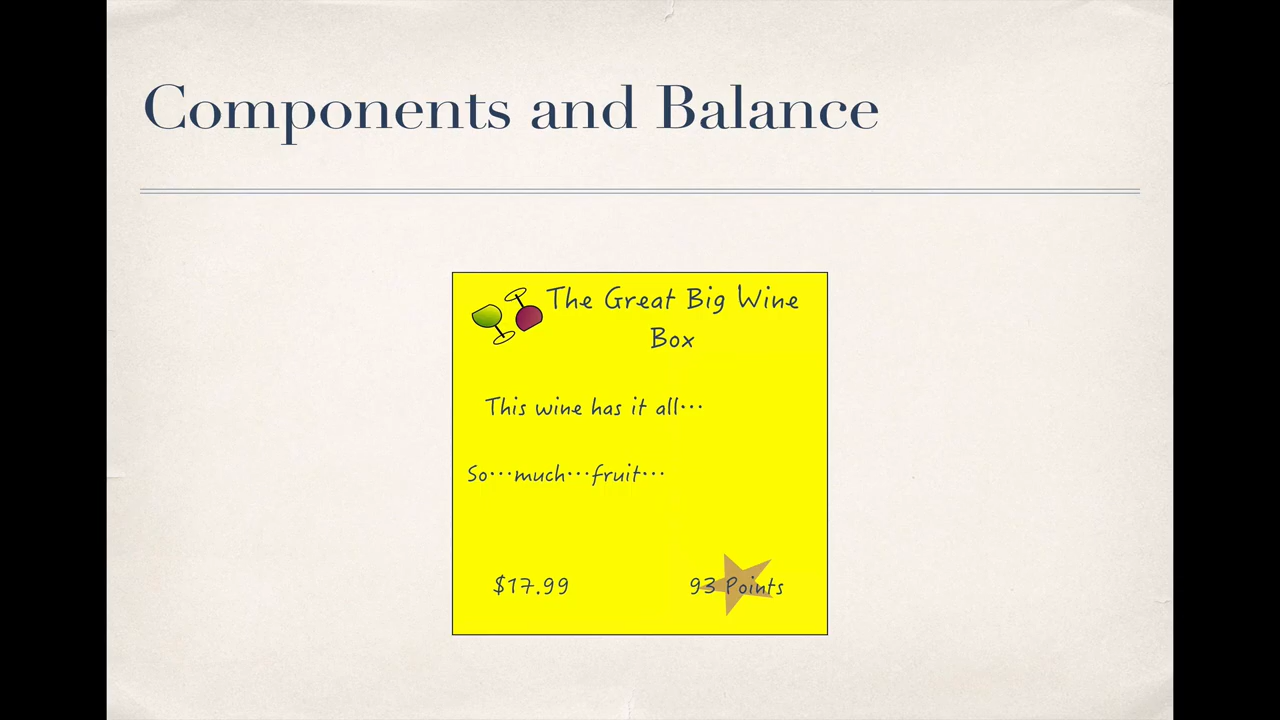 Components and Balance
The Great Big Wine
Box
This wine has it all...
So...much...fruit...
$17.99
93 Points